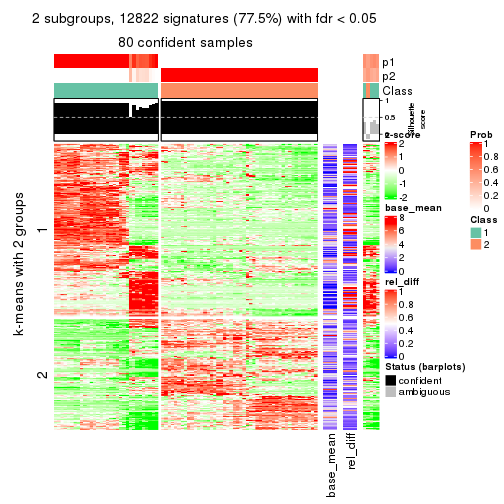 2 subgroups, 12822 signatures (77.5%) with fdr < 0.05
80 confident samples
p1
p2
Class
1
0.5
0
Silhouette
score
k-means with 2 groups
1
2
base_mean
rel_diff
z-score
2
1
0
-1
-2
base_mean
8
6
4
2
0
rel_diff
1
0.8
0.6
0.4
0.2
0
Status (barplots)
confident
ambiguous
Prob
1
0.8
0.6
0.4
0.2
0
Class
1
2